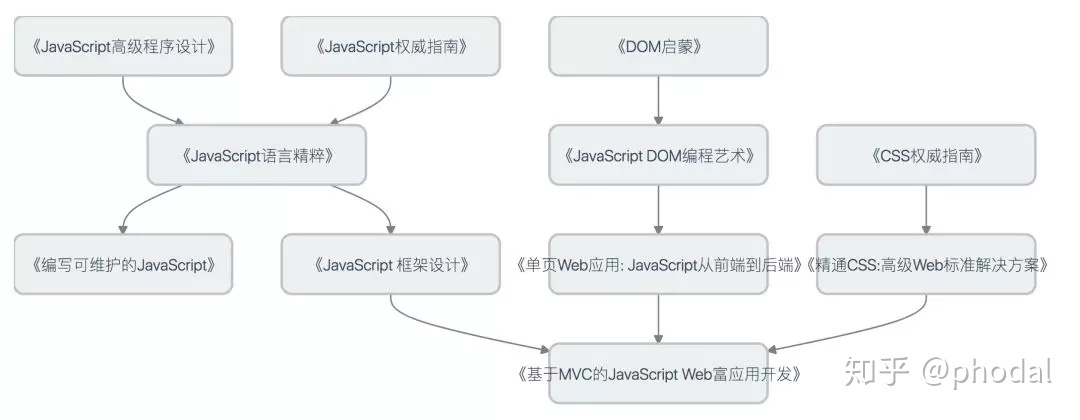 《JavaScript高级程序设计》
《JavaScript权威指南》
《DOM启蒙》
《JavaScript语言精粹》
《JavaScript DOM编程艺术》
《CSS权威指南》
《编写可维护的JavaScript》
《JavaScript 框架设计》
《单页Web应用: JavaScript从前端到后端》
《精通CSS:高级Web标准解决方案》
《基于MVC的JavaScript Web富应用开发》
知乎 @phodal